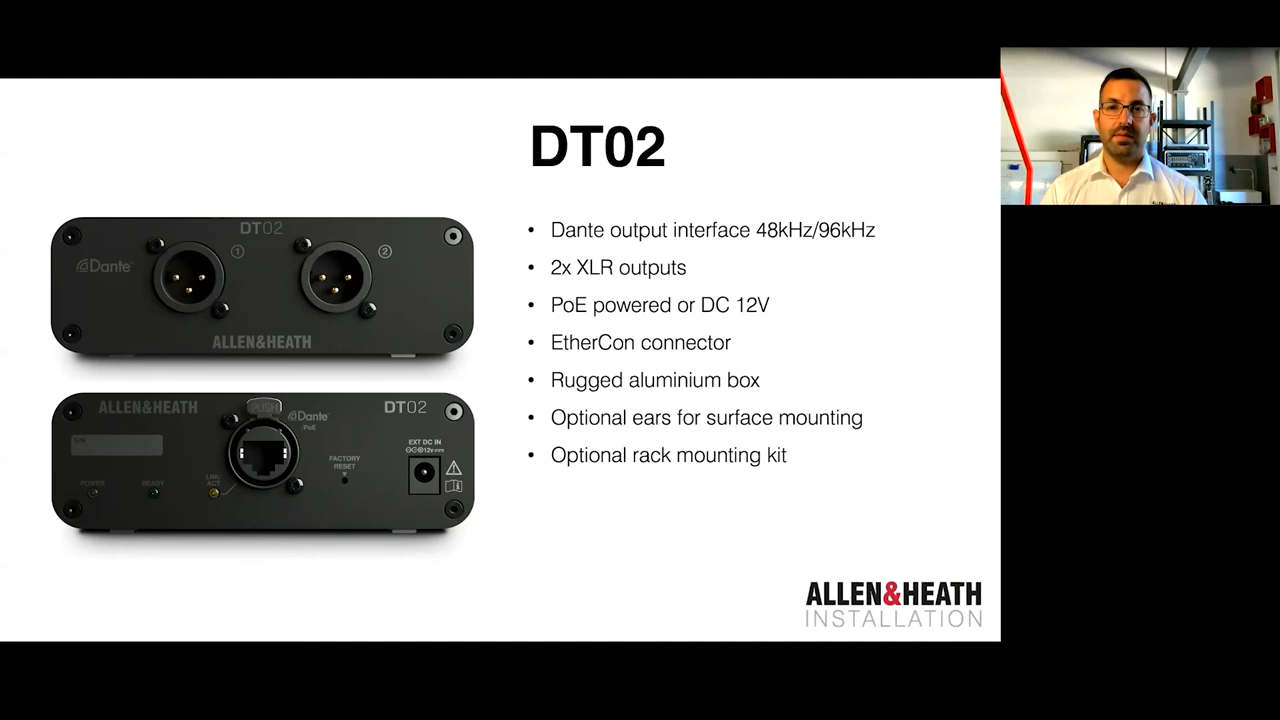 DT02
DT02
Dante
1
2
ALLEN&HEATH
ALLEN&HEATH
PUSH
Dante
/PoE
DT02
S/N
EXT DC IN
12v
FACTORY
RESET
POWER
READY
LNK/
ACT
• Dante output interface 48kHz/96kHz
• 2x XLR outputs
• PoE powered or DC 12V
• EtherCon connector
• Rugged aluminium box
• Optional ears for surface mounting
• Optional rack mounting kit
ALLEN&HEATH
INSTALLATION